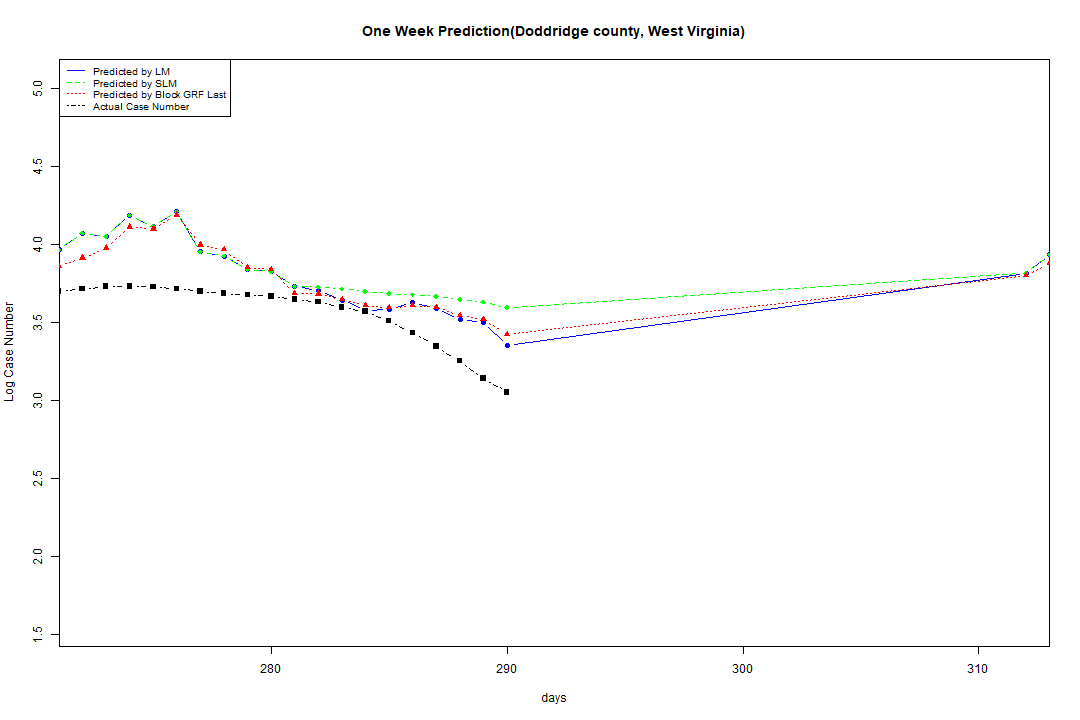 One Week Prediction(Doddridge county, West Virginia)
Predicted by LM
Predicted by SLM
Predicted by Block GRF Last
Actual Case Number
5.0
4.5
4.0
3.5
3.0
2.5
2.0
1.5
Log Case Number
280 290 300 310
days